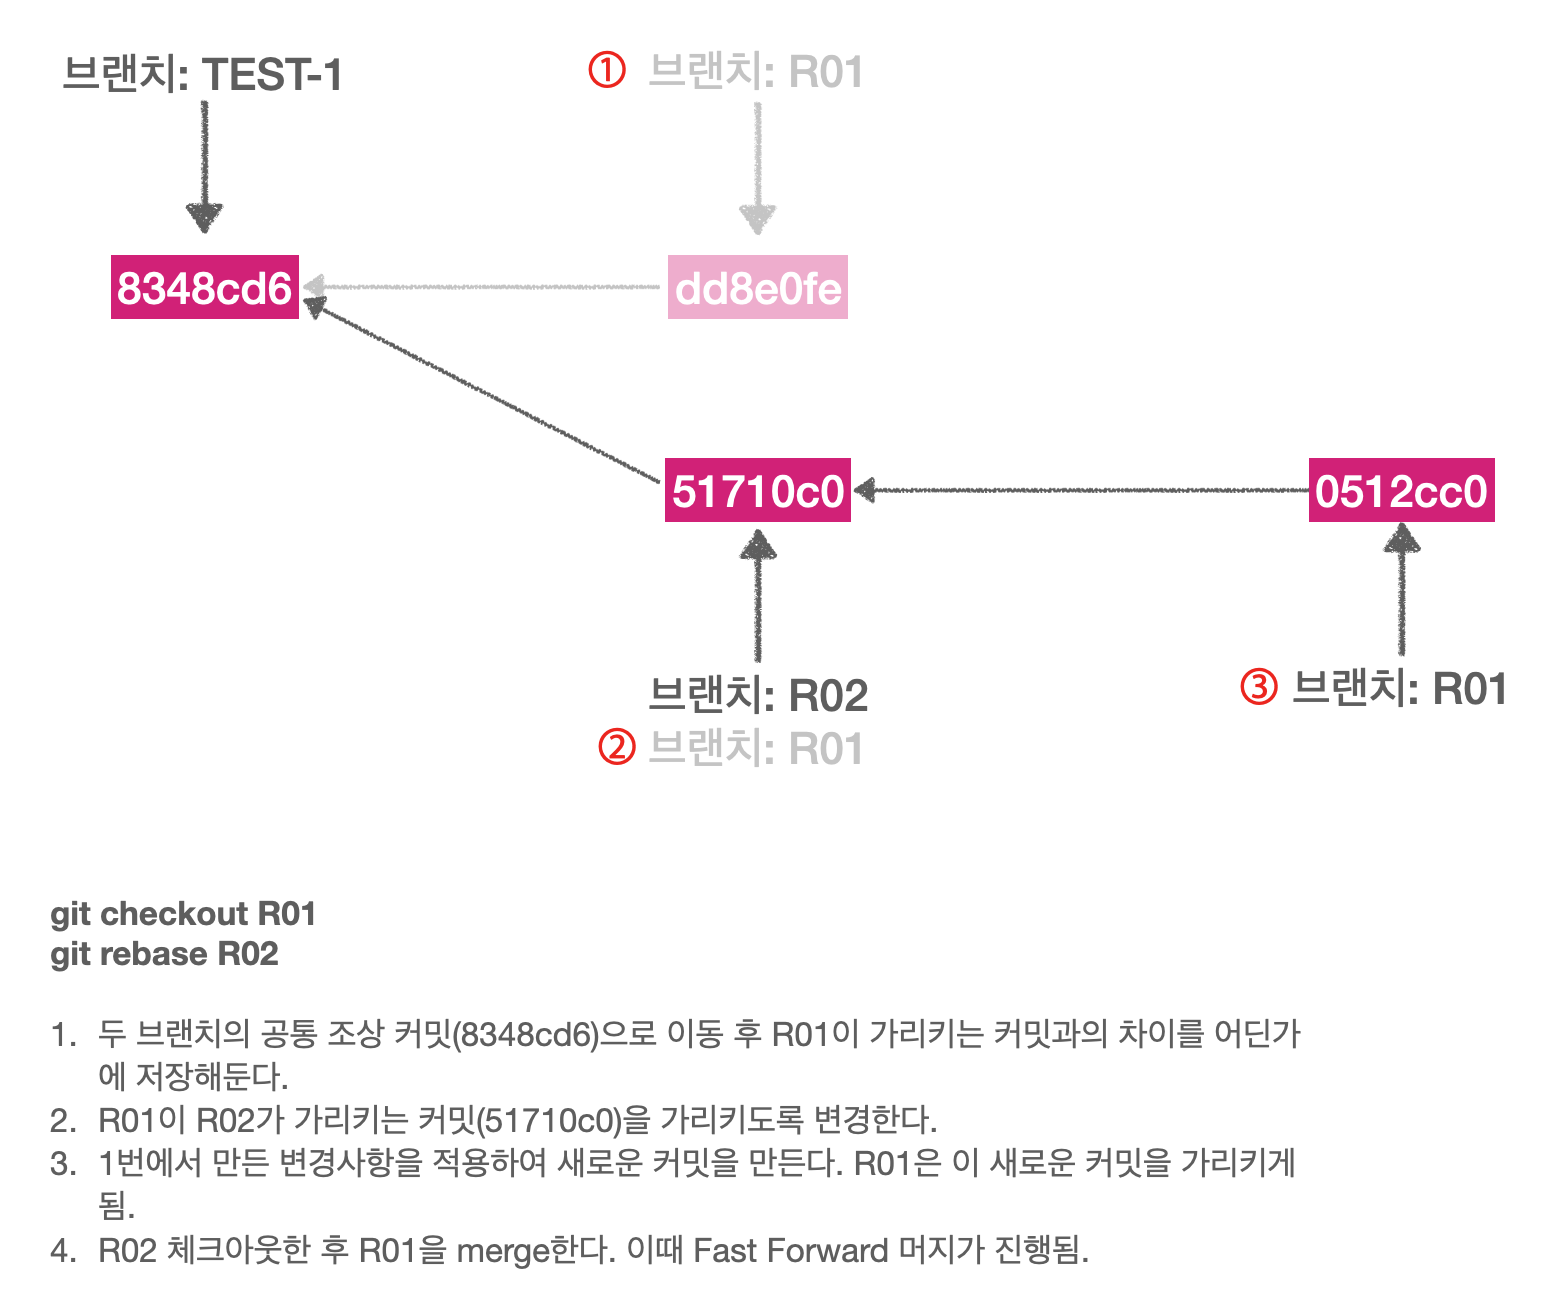 브랜치: TEST-1
① 브랜치: R01
8348cd6
dd8e0fe
51710c0
0512cc0
브랜치: R02
② 브랜치: R01
③ 브랜치: R01
git checkout R01
git rebase R02
1. 두 브랜치의 공통 조상 커밋(8348cd6)으로 이동 후 R01이 가리키는 커밋과의 차이를 어딘가
에 저장해둔다.
2. R01이 R02가 가리키는 커밋(51710c0)을 가리키도록 변경한다.
3. 1번에서 만든 변경사항을 적용하여 새로운 커밋을 만든다. R01은 이 새로운 커밋을 가리키게
됨.
4. R02 체크아웃한 후 R01을 merge한다. 이때 Fast Forward 머지가 진행됨.